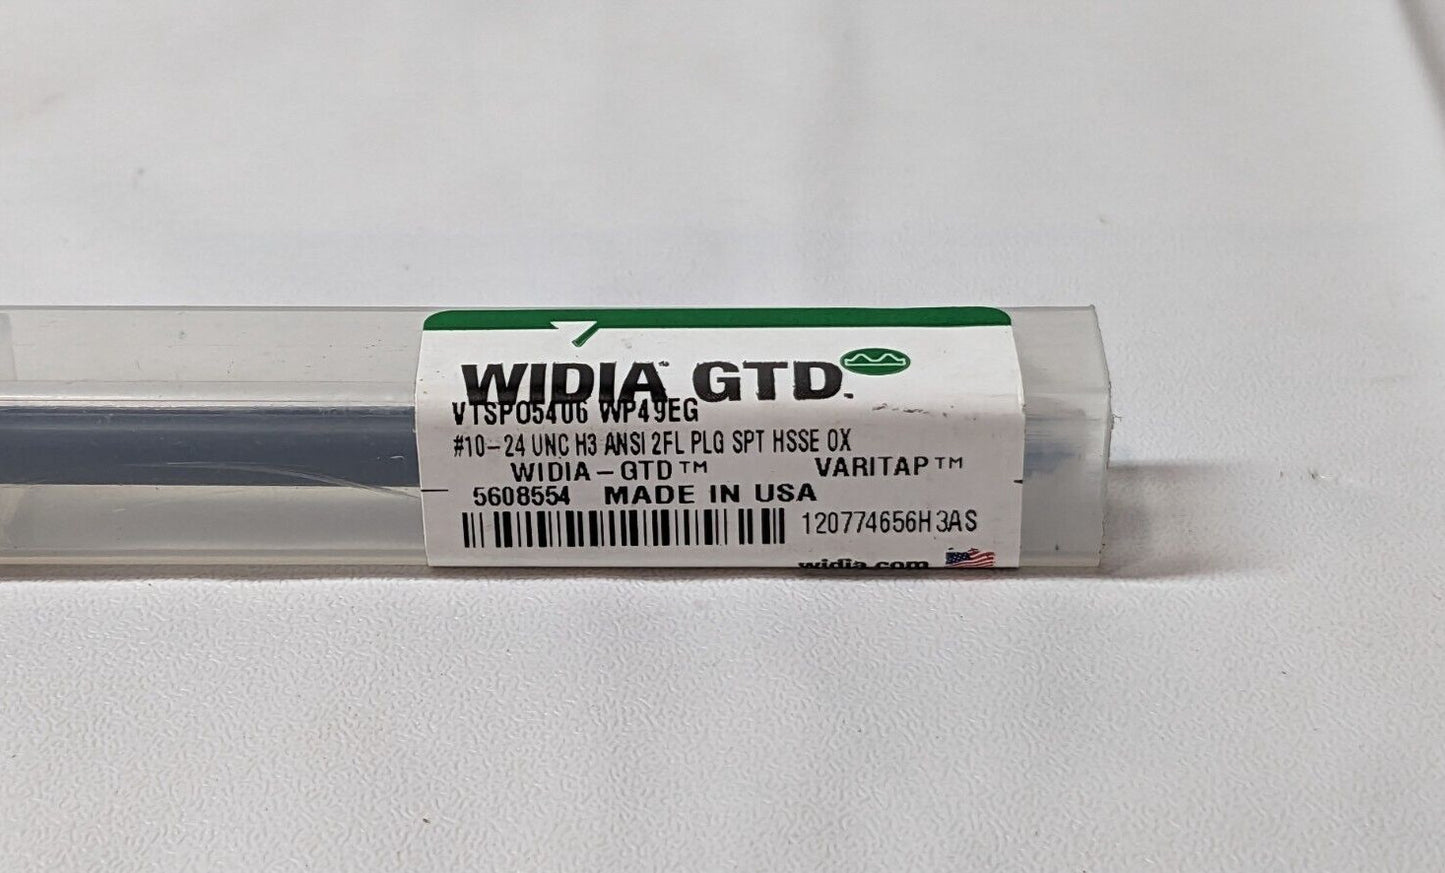 WIDIA GTD.
VTSPO5406 WP49EG
#10-24 UNC H3 ANSI 2FL PLG SPT HSSE OX
WIDIA-GTD™ VARITAP™
5608554 MADE IN USA
120774656H3AS
widia.com